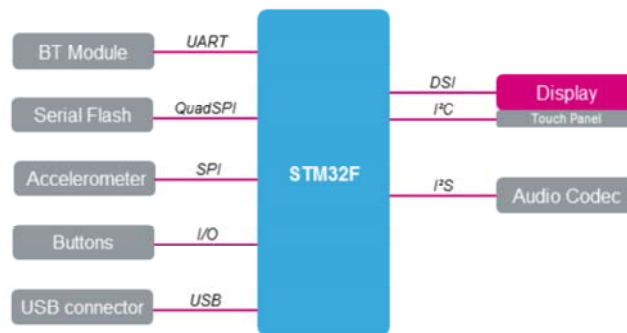 BT Module
UART
Serial Flash
QuadSPI
Accelerometer
SPI
Buttons
I/O
USB connector
USB
STM32F
DSI
Display
I²C
Touch Panel
I²S
Audio Codec